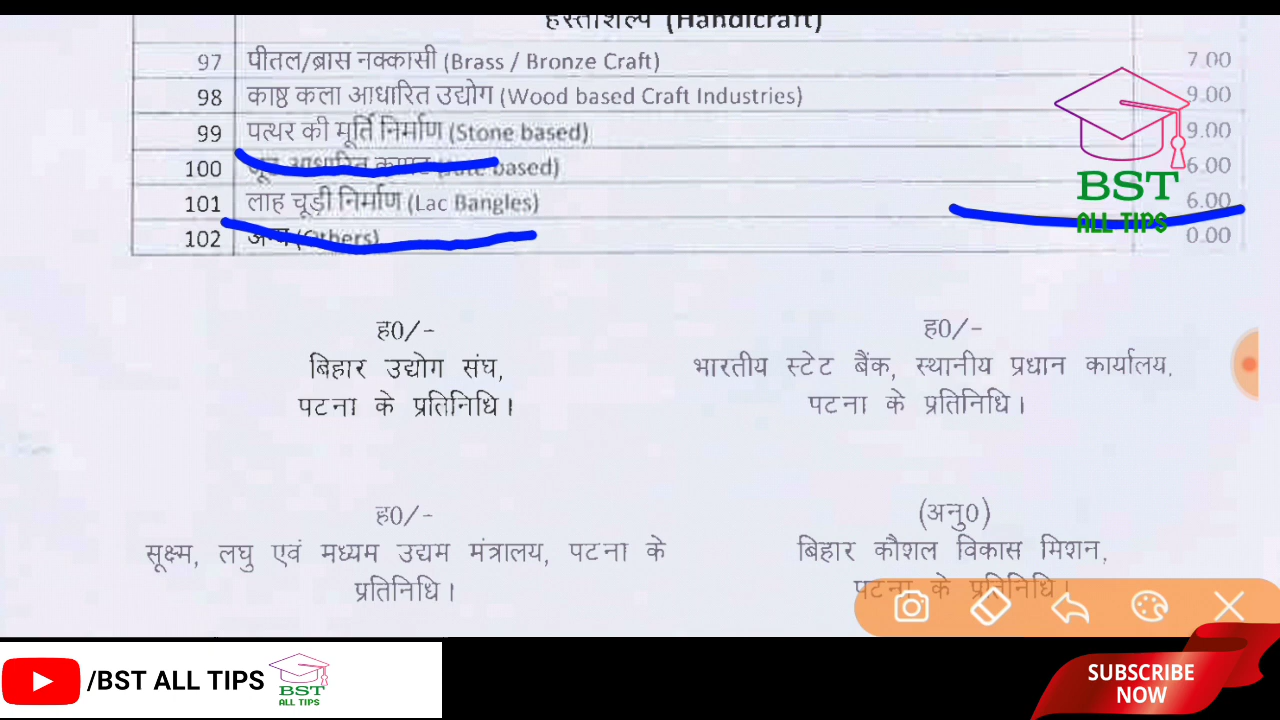 हस्तशिल्प (Handicraft)
97 पीतल/ब्रास नक्कासी (Brass / Bronze Craft) 7.00
98 काष्ठ कला आधारित उद्योग (Wood based Craft Industries) 9.00
99 पत्थर की मूर्ति निर्माण (Stone based) 9.00
100 based) 6.00
101 लाह चूड़ी निर्माण (Lac Bangles) 6.00
102 अन्य (Others) 0.00
BST
ALL TIPS
ह0/-
बिहार उद्योग संघ,
पटना के प्रतिनिधि।
ह0/-
भारतीय स्टेट बैंक, स्थानीय प्रधान कार्यालय,
पटना के प्रतिनिधि।
ह0/-
सूक्ष्म, लघु एवं मध्यम उद्यम मंत्रालय, पटना के
प्रतिनिधि।
(अनु0)
बिहार कौशल विकास मिशन,
पटना के प्रतिनिधि।
/BST ALL TIPS
BST
ALL TIPS
SUBSCRIBE
NOW